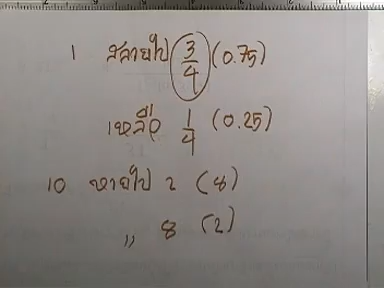 1 สลายไป 3/4 (0.75)
เหลือ 1/4 (0.25)
10 หายไป 2 (8)
〃 8 (2)